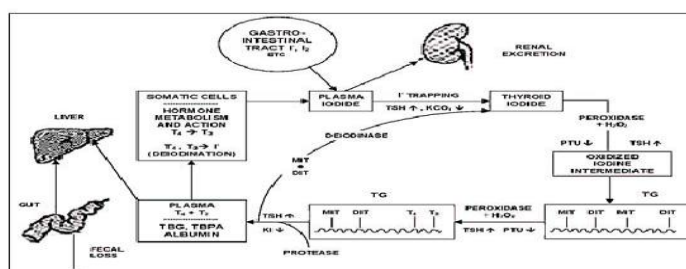 GASTRO-
INTESTINAL
TRACT I⁻, I₂
ETC
RENAL
EXCRETION
SOMATIC CELLS
HORMONE
METABOLISM
AND ACTION
T₄ → T₃
T₄, T₃ → I⁻
(DEIODINATION)
PLASMA
IODIDE
I⁻ TRAPPING
TSH ↑, KClO₄ ↓
THYROID
IODIDE
LIVER
DEIODINASE
PEROXIDASE
+ H₂O₂
PTU ↓ TSH ↑
OXIDIZED
IODINE
INTERMEDIATE
MIT
DIT
GUT
FECAL
LOSS
PLASMA
T₄ + T₃
TBG, TBPA
ALBUMIN
TSH ↑
KI ↓
PROTEASE
TG
MIT DIT T₄ T₃
PEROXIDASE
+ H₂O₂
TSH ↑ PTU ↓
TG
MIT DIT MIT DIT